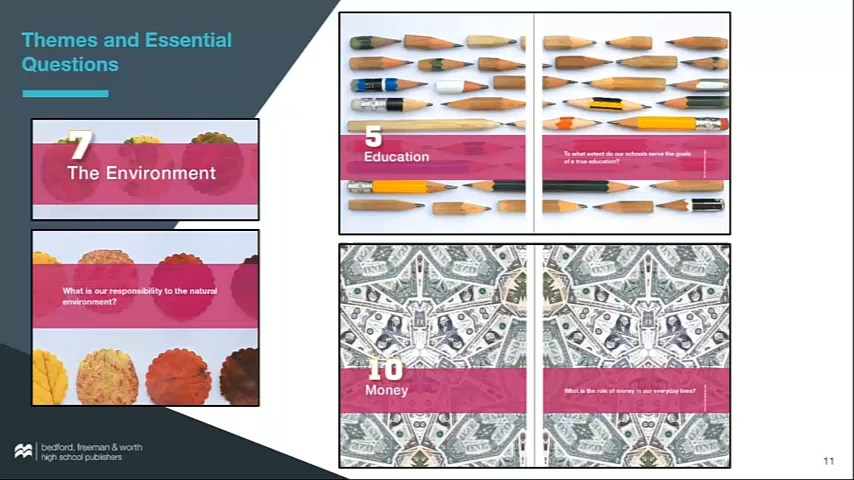 Themes and Essential
Questions
7
The Environment
What is our responsibility to the natural
environment?
5
Education
To what extent do our schools serve the goals
of a true education?
10
Money
What is the role of money in our everyday lives?
bedford, freeman & worth
high school publishers
11